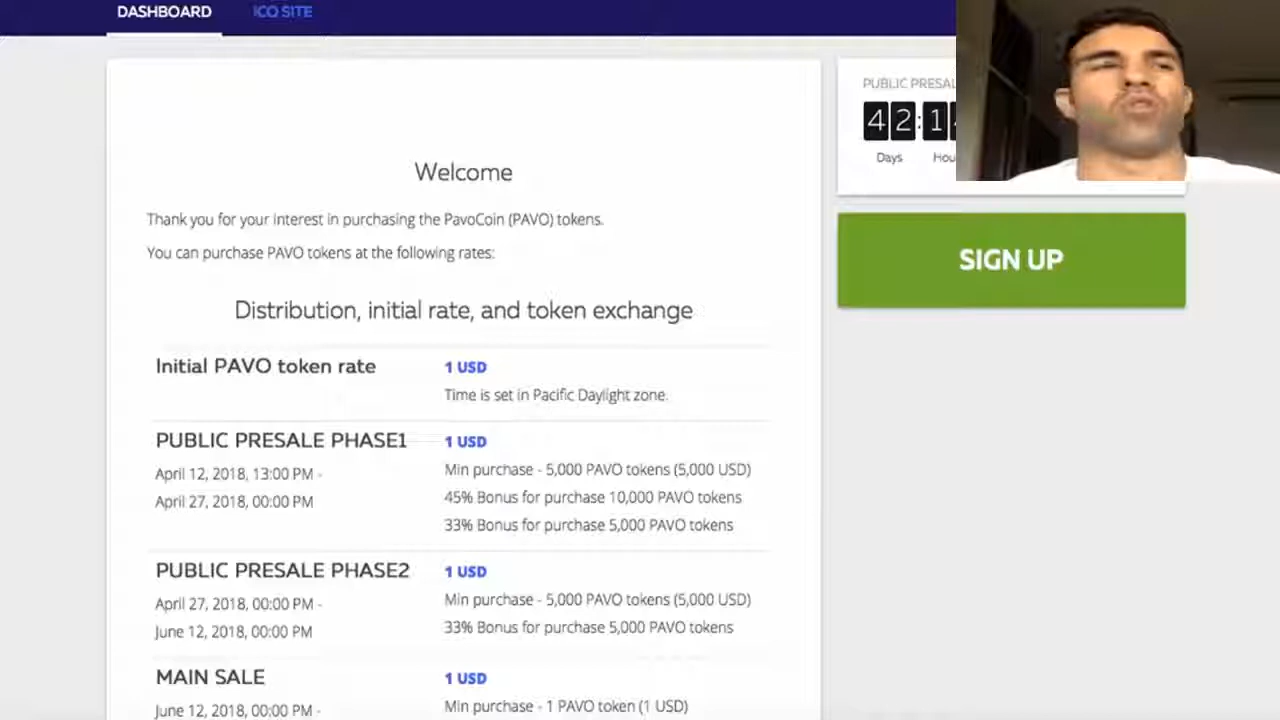 DASHBOARD
ICO SITE
Welcome
Thank you for your interest in purchasing the PavoCoin (PAVO) tokens.
You can purchase PAVO tokens at the following rates:
Distribution, initial rate, and token exchange
Initial PAVO token rate
1 USD
Time is set in Pacific Daylight zone.
PUBLIC PRESALE PHASE1
1 USD
April 12, 2018, 13:00 PM -
April 27, 2018, 00:00 PM
Min purchase - 5,000 PAVO tokens (5,000 USD)
45% Bonus for purchase 10,000 PAVO tokens
33% Bonus for purchase 5,000 PAVO tokens
PUBLIC PRESALE PHASE2
1 USD
April 27, 2018, 00:00 PM -
June 12, 2018, 00:00 PM
Min purchase - 5,000 PAVO tokens (5,000 USD)
33% Bonus for purchase 5,000 PAVO tokens
MAIN SALE
1 USD
June 12, 2018, 00:00 PM -
Min purchase - 1 PAVO token (1 USD)
PUBLIC
42:1
Days
SIGN UP